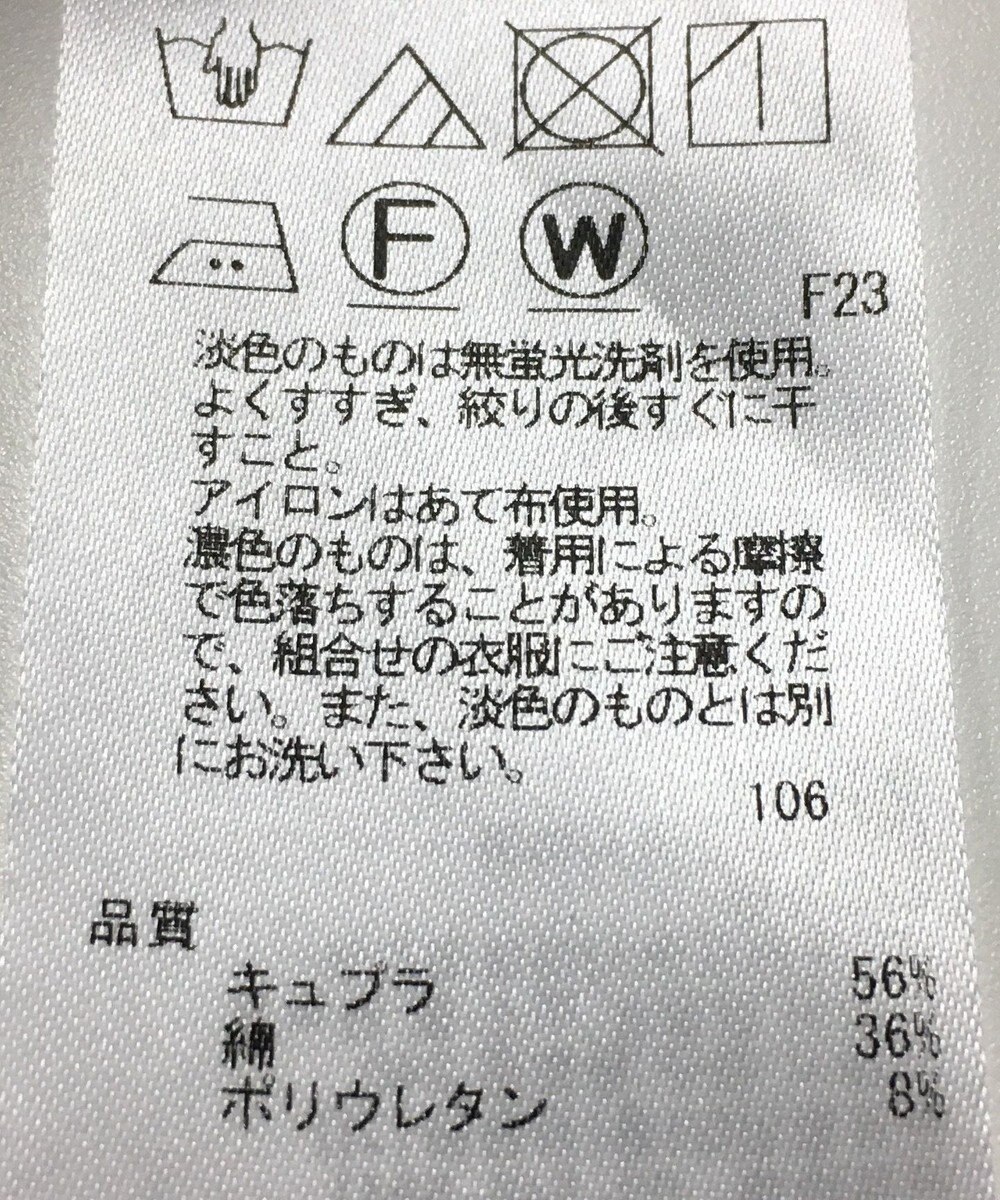 F W
F23
淡色のものは無蛍光洗剤を使用。
よくすすぎ、絞りの後すぐに干
すこと。
アイロンはあて布使用。
濃色のものは、着用による摩擦
で色落ちすることがありますの
で、組合せの衣服にご注意くだ
さい。また、淡色のものとは別
にお洗い下さい。
106
品質
キュプラ 56%
綿 36%
ポリウレタン 8%